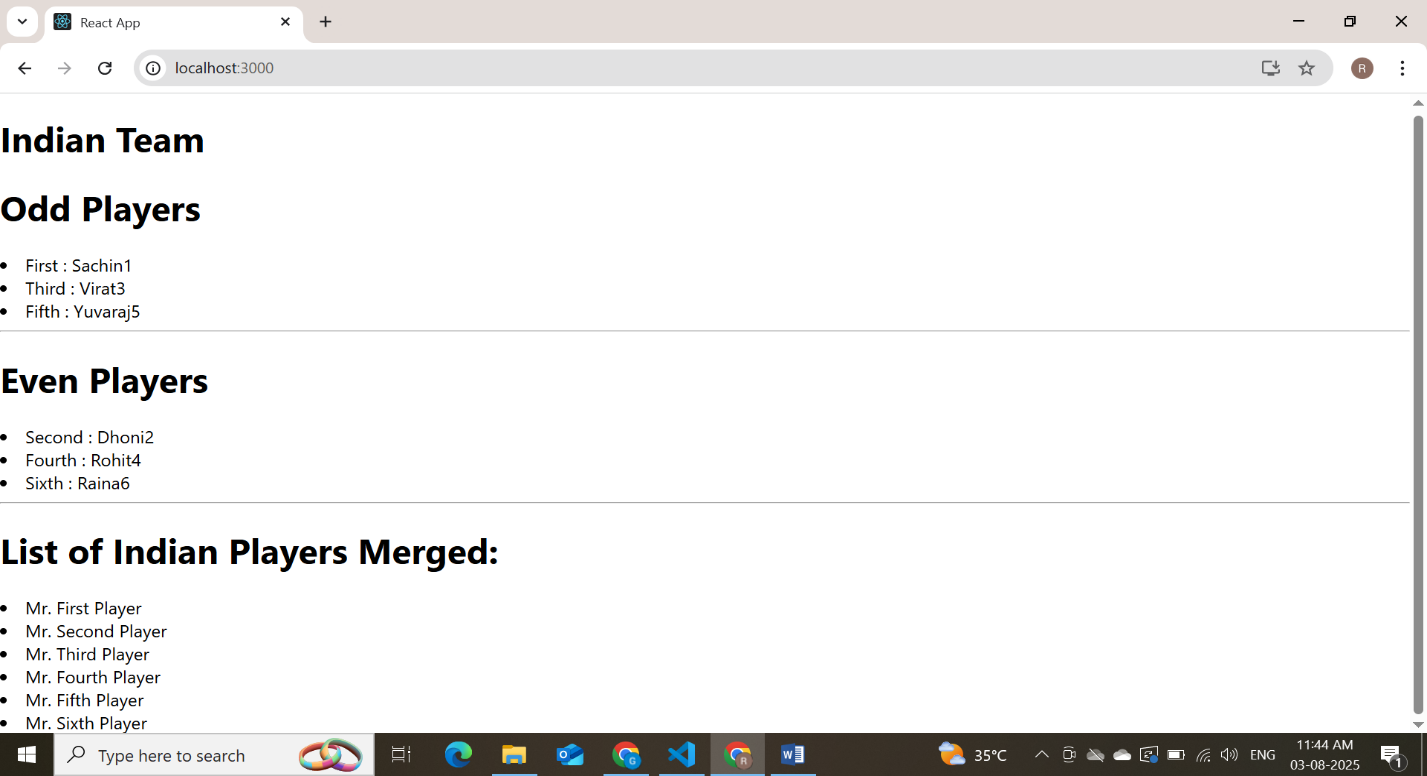 React App
localhost:3000
R
Indian Team
Odd Players
First : Sachin1
Third : Virat3
Fifth : Yuvaraj5
Even Players
Second : Dhoni2
Fourth : Rohit4
Sixth : Raina6
List of Indian Players Merged:
Mr. First Player
Mr. Second Player
Mr. Third Player
Mr. Fourth Player
Mr. Fifth Player
Mr. Sixth Player
Type here to search
G
R
35°C
ENG
11:44 AM
03-08-2025
1